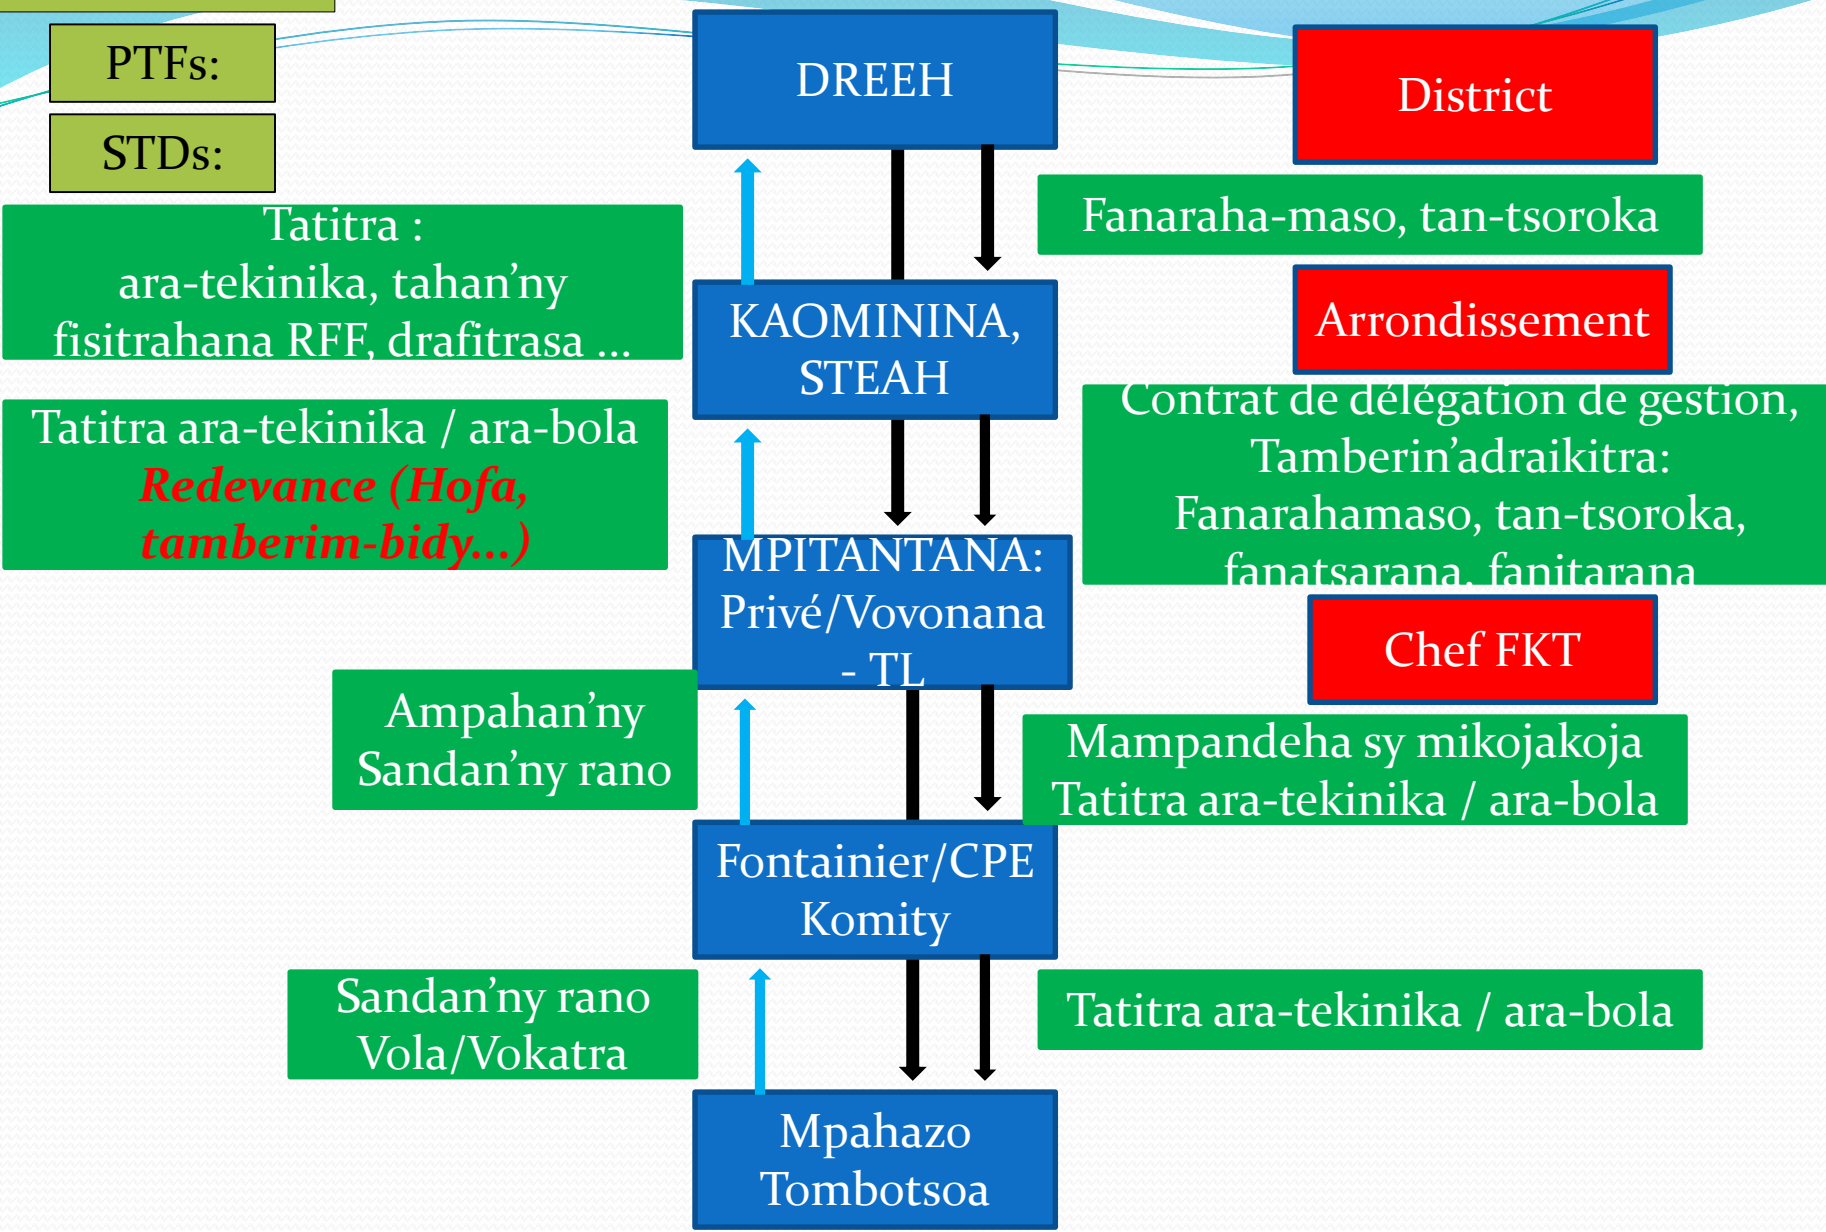 PTFs:
STDs:
DREEH
District
Fanaraha-maso, tan-tsoroka
Tatitra :
ara-tekinika, tahan’ny
fisitrahana RFF, drafitrasa ...
KAOMININA,
STEAH
Arrondissement
Tatitra ara-tekinika / ara-bola
Redevance (Hofa,
tamberim-bidy...)
Contrat de délégation de gestion,
Tamberin’adraikitra:
Fanarahamaso, tan-tsoroka,
fanatsarana, fanitarana
MPITANTANA:
Privé/Vovonana
- TL
Chef FKT
Ampahan’ny
Sandan’ny rano
Mampandeha sy mikojakoja
Tatitra ara-tekinika / ara-bola
Fontainier/CPE
Komity
Sandan’ny rano
Vola/Vokatra
Tatitra ara-tekinika / ara-bola
Mpahazo
Tombotsoa